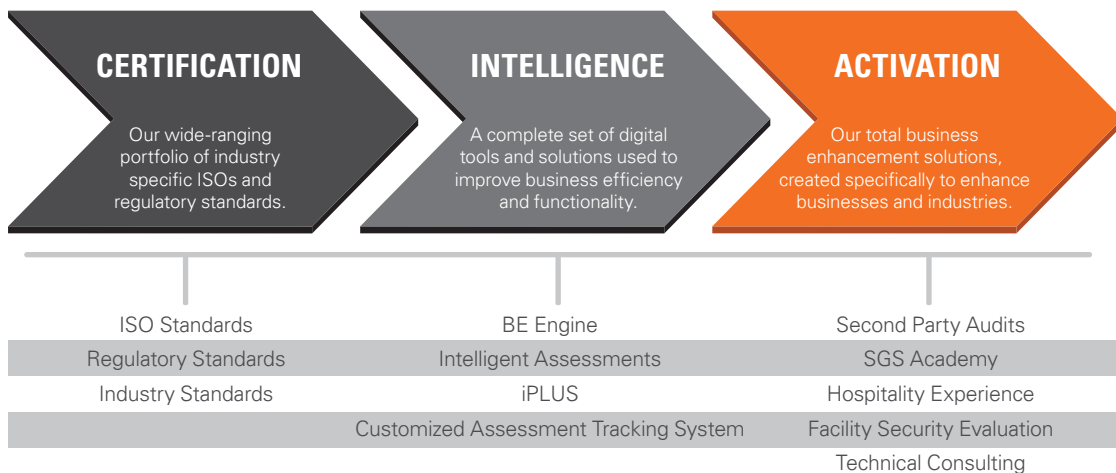 CERTIFICATION
Our wide-ranging
portfolio of industry
specific ISOs and
regulatory standards.
INTELLIGENCE
A complete set of digital
tools and solutions used to
improve business efficiency
and functionality.
ACTIVATION
Our total business
enhancement solutions,
created specifically to enhance
businesses and industries.
ISO Standards
Regulatory Standards
Industry Standards
BE Engine
Intelligent Assessments
iPLUS
Customized Assessment Tracking System
Second Party Audits
SGS Academy
Hospitality Experience
Facility Security Evaluation
Technical Consulting